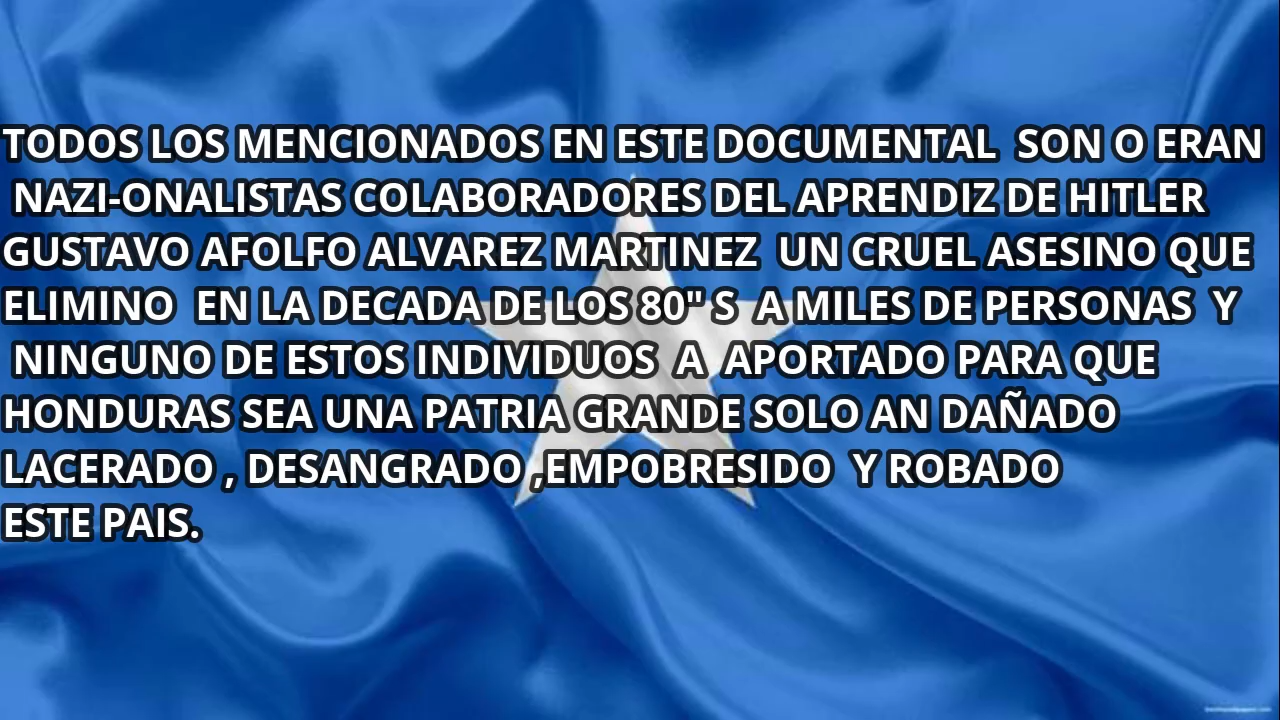 TODOS LOS MENCIONADOS EN ESTE DOCUMENTAL SON O ERAN
NAZI-ONALISTAS COLABORADORES DEL APRENDIZ DE HITLER
GUSTAVO AFOLFO ALVAREZ MARTINEZ UN CRUEL ASESINO QUE
ELIMINO EN LA DECADA DE LOS 80" S A MILES DE PERSONAS Y
NINGUNO DE ESTOS INDIVIDUOS A APORTADO PARA QUE
HONDURAS SEA UNA PATRIA GRANDE SOLO AN DAÑADO
LACERADO , DESANGRADO ,EMPOBRESIDO Y ROBADO
ESTE PAIS.